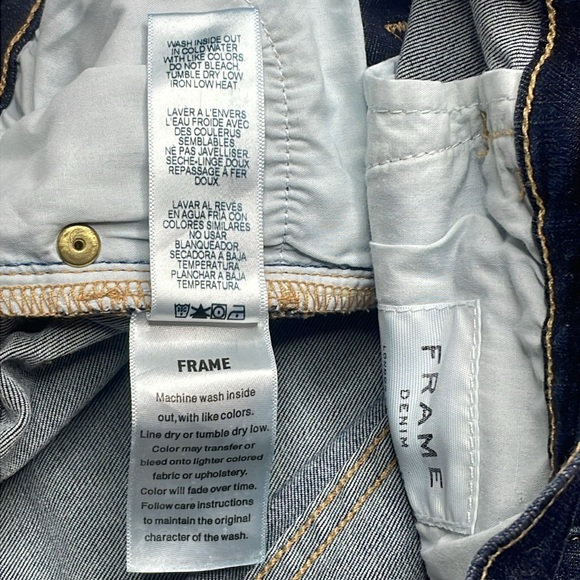 WASH INSIDE OUT
IN COLD WATER
WITH LIKE COLORS
DO NOT BLEACH
TUMBLE DRY LOW
IRON LOW HEAT
LAVÉR À L'ENVERS
L'EAU FROIDE AVEC
DES COULERUS
SEMBLABLES
NE PAS JAVELLISER.
SÉCHE-LINGE DOUX
REPASSAGE A FER
DOUX.
LAVAR AL REVÉS
EN AGUA FRIA CON
COLORES SIMILARES
NO USAR
BLANQUEADOR
SECADORA A BAJA
TEMPERATURA
PLANCHAR A BAJA
TEMPERATURA.
FRAME
Machine wash inside
out, with like colors.
Line dry or tumble dry low.
Color may transfer or
bleed onto lighter colored
fabric or upholstery.
Color will fade over time.
Follow care instructions
to maintain the original
character of the wash.
FRAME
DENIM